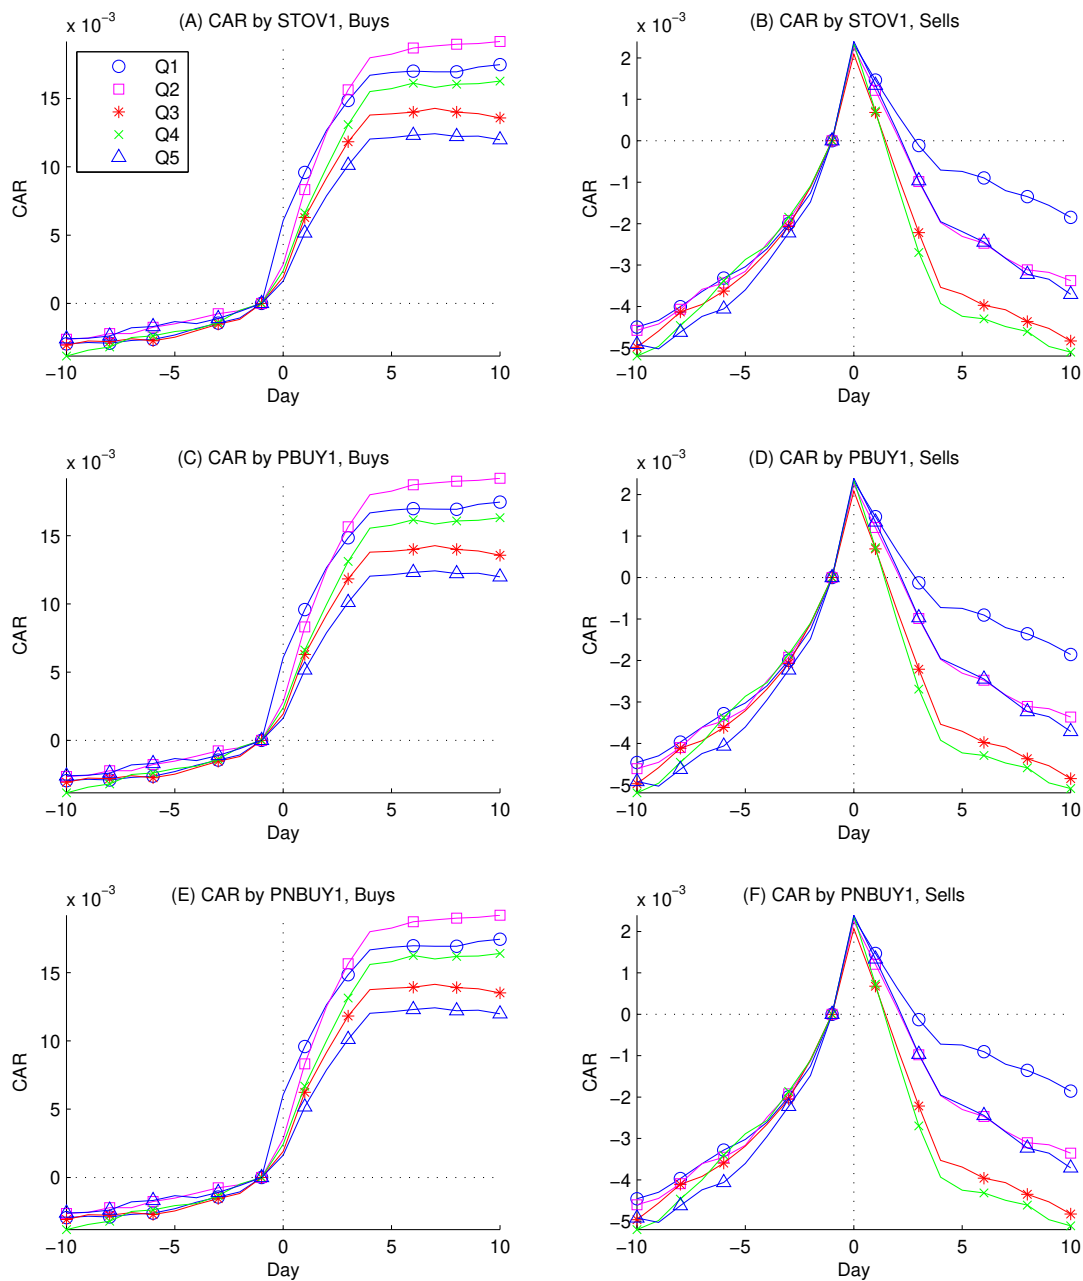 (A) CAR by STOV1, Buys
x 10⁻³
15
10
5
0
−10
−5
0
5
10
CAR
Day
Q1
Q2
Q3
Q4
Q5
(B) CAR by STOV1, Sells
x 10⁻³
2
1
0
−1
−2
−3
−4
−5
−10
−5
0
5
10
CAR
Day
(C) CAR by PBUY1, Buys
x 10⁻³
15
10
5
0
−10
−5
0
5
10
CAR
Day
(D) CAR by PBUY1, Sells
x 10⁻³
2
1
0
−1
−2
−3
−4
−5
−10
−5
0
5
10
CAR
Day
(E) CAR by PNBUY1, Buys
x 10⁻³
15
10
5
0
−10
−5
0
5
10
CAR
Day
(F) CAR by PNBUY1, Sells
x 10⁻³
2
1
0
−1
−2
−3
−4
−5
−10
−5
0
5
10
CAR
Day